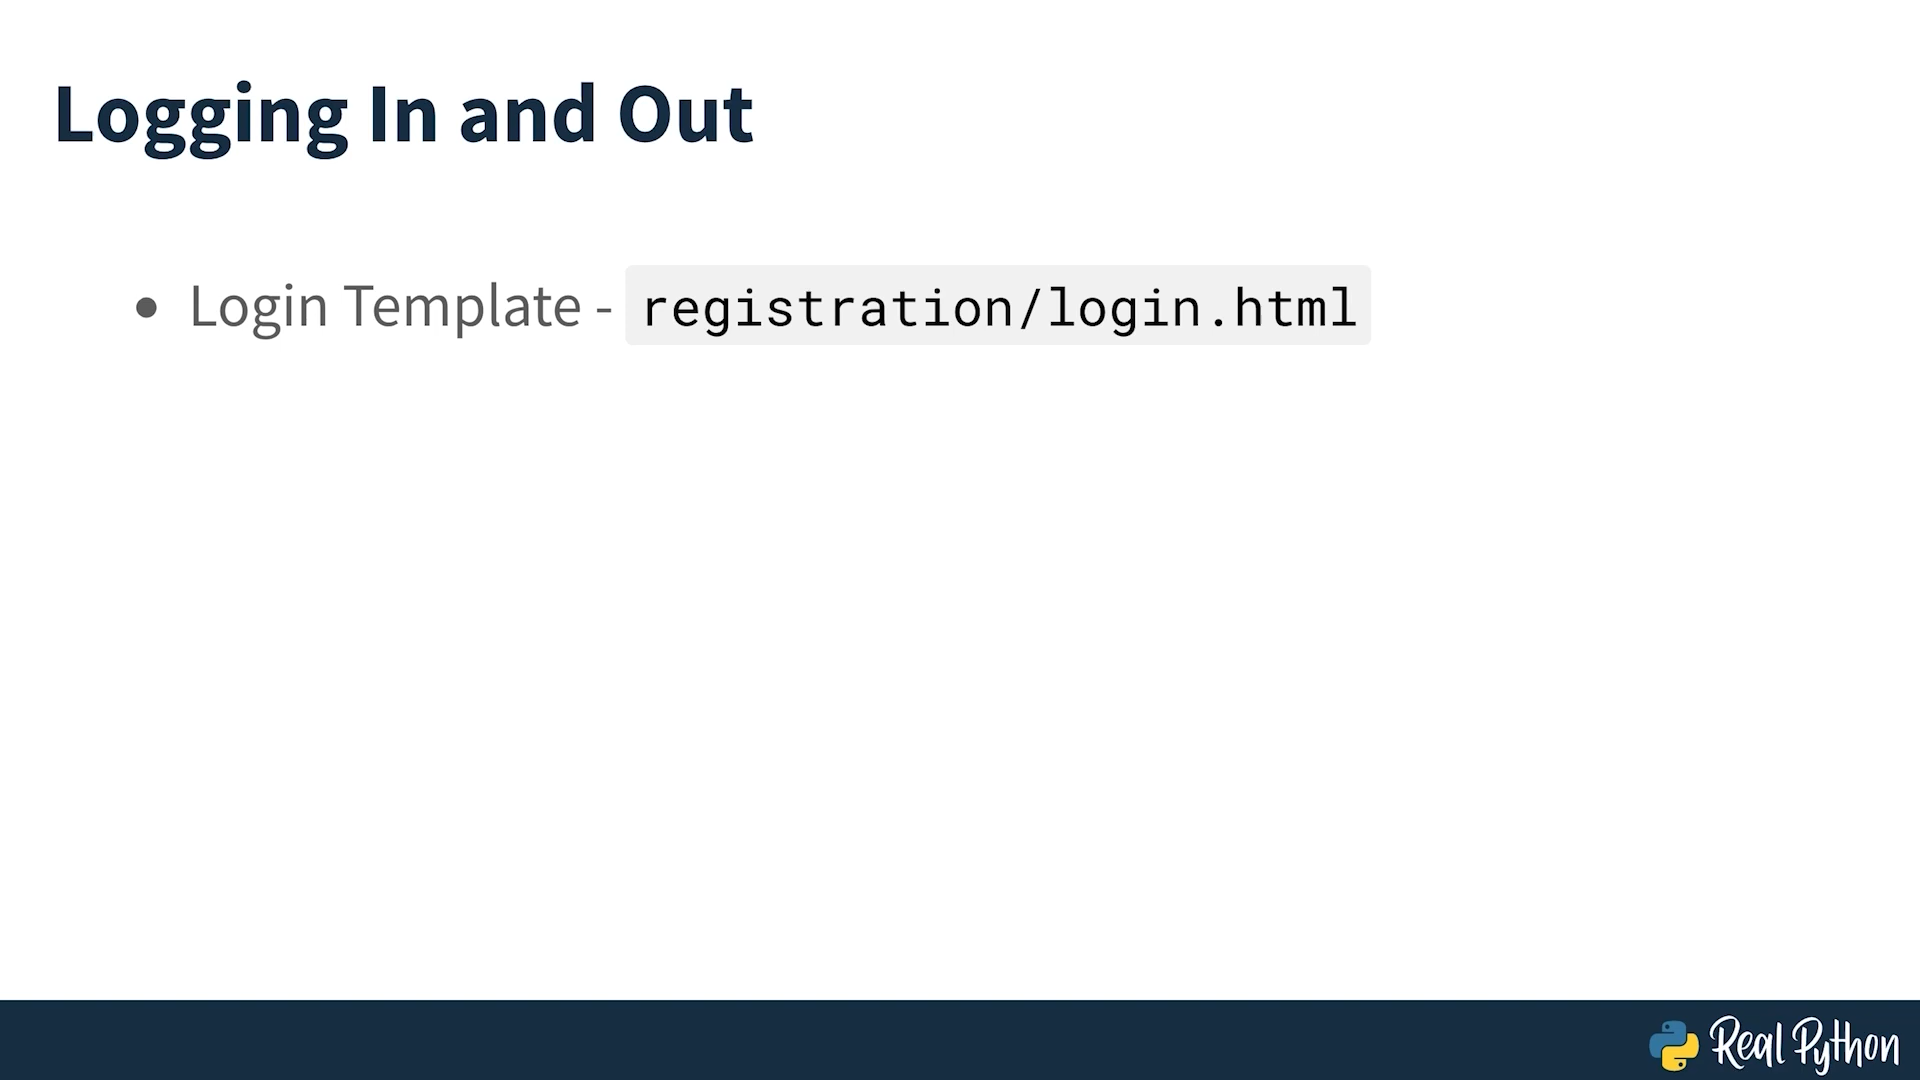 Logging In and Out
• Login Template - registration/login.html
Real Python